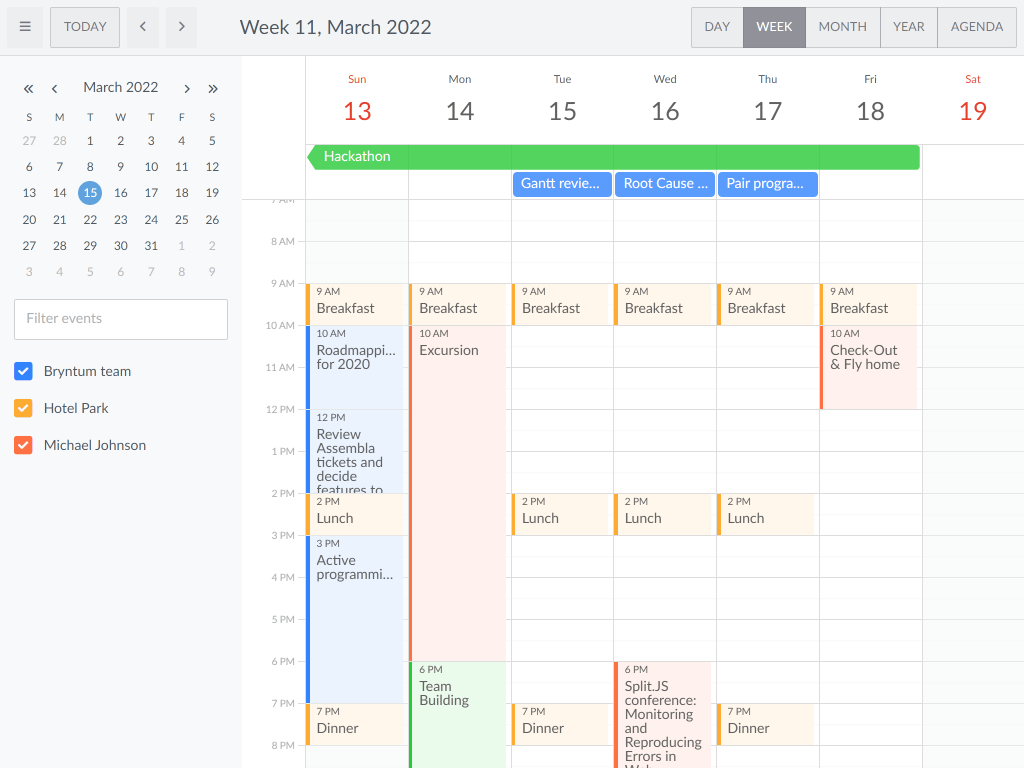 TODAY
Week 11, March 2022
DAY WEEK MONTH YEAR AGENDA
March 2022
S M T W T F S
27 28 1 2 3 4 5
6 7 8 9 10 11 12
13 14 15 16 17 18 19
20 21 22 23 24 25 26
27 28 29 30 31 1 2
3 4 5 6 7 8 9
Filter events
Bryntum team
Hotel Park
Michael Johnson
Sun Mon Tue Wed Thu Fri Sat
13 14 15 16 17 18 19
Hackathon
Gantt revie... Root Cause ... Pair progra...
7 AM
8 AM
9 AM
10 AM
11 AM
12 PM
1 PM
2 PM
3 PM
4 PM
5 PM
6 PM
7 PM
8 PM
9 AM
Breakfast
10 AM
Roadmappi...
for 2020
12 PM
Review
Assembla
tickets and
decide
features to
2 PM
Lunch
3 PM
Active
programmi...
7 PM
Dinner
9 AM
Breakfast
10 AM
Excursion
6 PM
Team
Building
9 AM
Breakfast
2 PM
Lunch
7 PM
Dinner
9 AM
Breakfast
2 PM
Lunch
6 PM
Split.JS
conference:
Monitoring
and
Reproducing
Errors in
9 AM
Breakfast
2 PM
Lunch
7 PM
Dinner
9 AM
Breakfast
10 AM
Check-Out
& Fly home